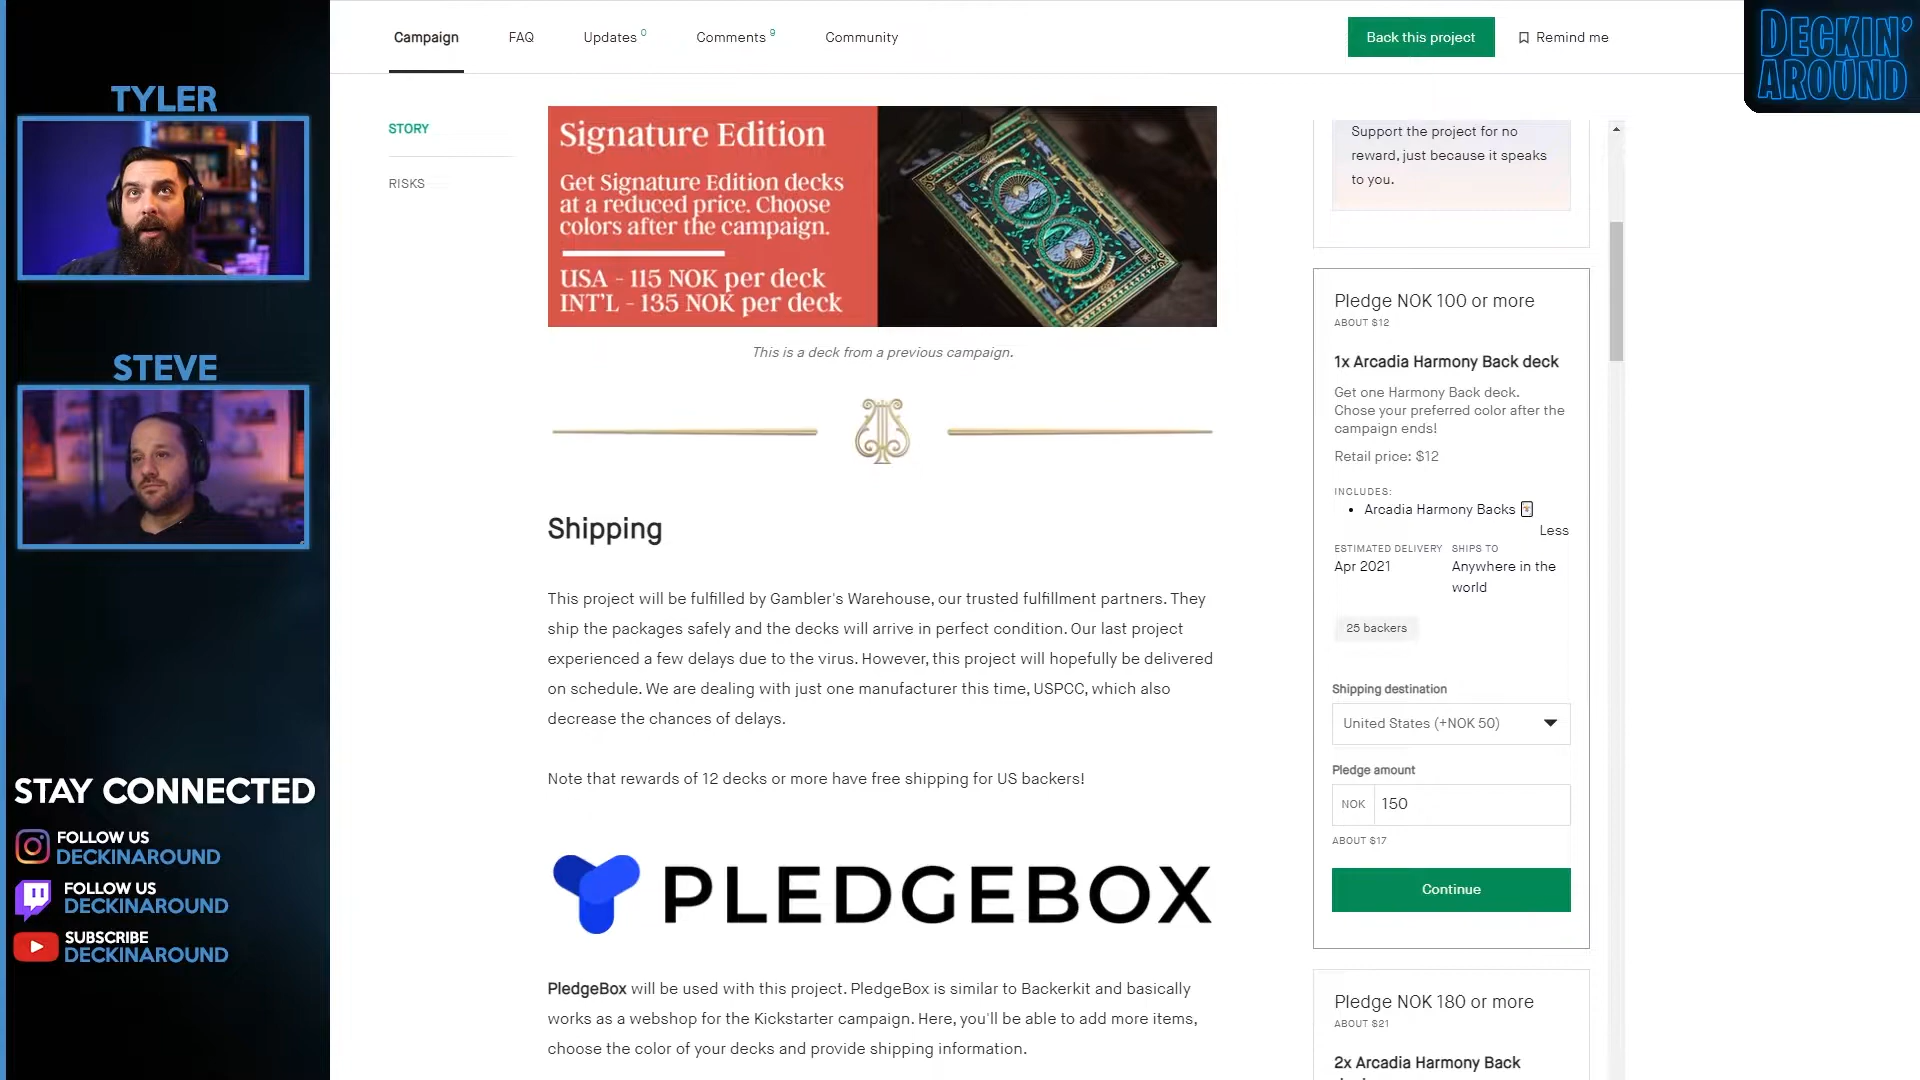 Campaign
FAQ
Updates 0
Comments 9
Community
Back this project
Remind me
DECKIN'
AROUND
TYLER
STEVE
STAY CONNECTED
FOLLOW US
DECKINAROUND
FOLLOW US
DECKINAROUND
SUBSCRIBE
DECKINAROUND
STORY
RISKS
Signature Edition
Get Signature Edition decks
at a reduced price. Choose
colors after the campaign.
USA - 115 NOK per deck
INT'L - 135 NOK per deck
This is a deck from a previous campaign.
Shipping
This project will be fulfilled by Gambler's Warehouse, our trusted fulfillment partners. They
ship the packages safely and the decks will arrive in perfect condition. Our last project
experienced a few delays due to the virus. However, this project will hopefully be delivered
on schedule. We are dealing with just one manufacturer this time, USPCC, which also
decrease the chances of delays.
Note that rewards of 12 decks or more have free shipping for US backers!
PLEDGEBOX
PledgeBox will be used with this project. PledgeBox is similar to Backerkit and basically
works as a webshop for the Kickstarter campaign. Here, you'll be able to add more items,
choose the color of your decks and provide shipping information.
Support the project for no
reward, just because it speaks
to you.
Pledge NOK 100 or more
ABOUT $12
1x Arcadia Harmony Back deck
Get one Harmony Back deck.
Chose your preferred color after the
campaign ends!
Retail price: $12
INCLUDES:
• Arcadia Harmony Backs 🃏
Less
ESTIMATED DELIVERY
Apr 2021
SHIPS TO
Anywhere in the
world
25 backers
Shipping destination
United States (+NOK 50)
Pledge amount
NOK 150
ABOUT $17
Continue
Pledge NOK 180 or more
ABOUT $21
2x Arcadia Harmony Back